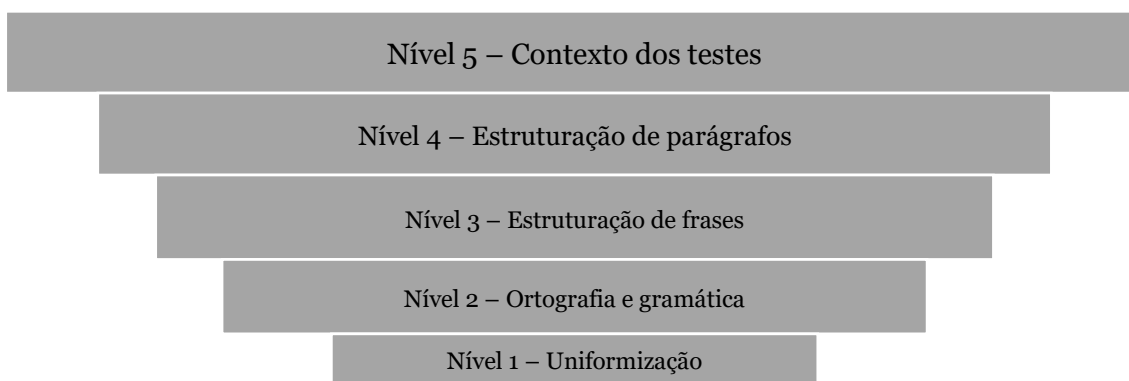 Nível 5 – Contexto dos testes
Nível 4 – Estruturação de parágrafos
Nível 3 – Estruturação de frases
Nível 2 – Ortografia e gramática
Nível 1 – Uniformização